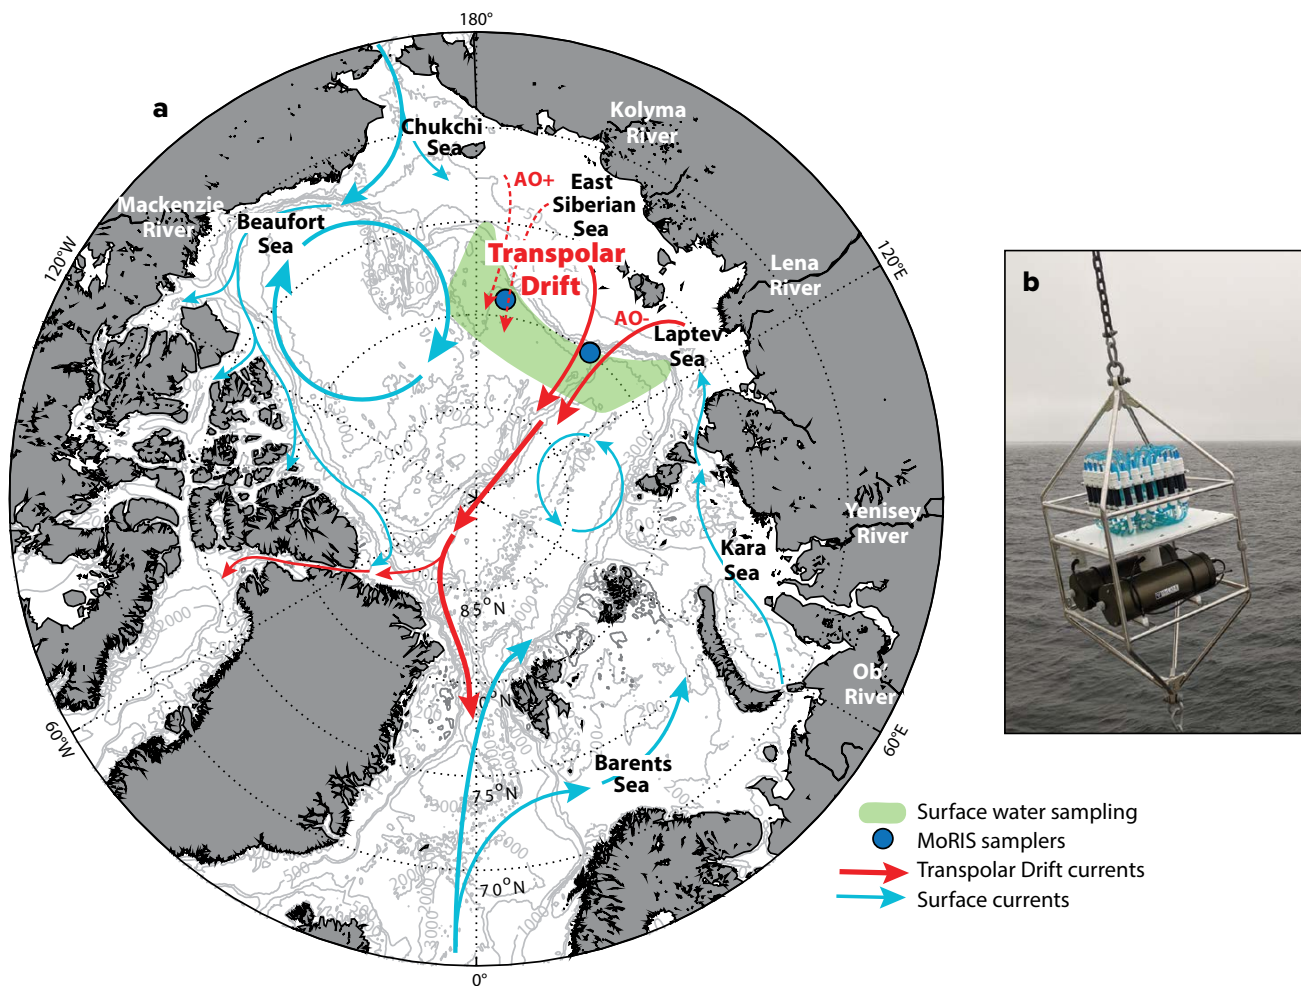 180°
a
Chukchi
Sea
Kolyma
River
AO+
East
Siberian
Sea
Mackenzie
River
Beaufort
Sea
120°W
Transpolar
Drift
120°E
Lena
River
AO-
Laptev
Sea
b
Yenisey
River
Kara
Sea
85°N
Ob'
River
60°W
60°E
Barents
Sea
75°N
70°N
0°
Surface water sampling
MoRIS samplers
Transpolar Drift currents
Surface currents